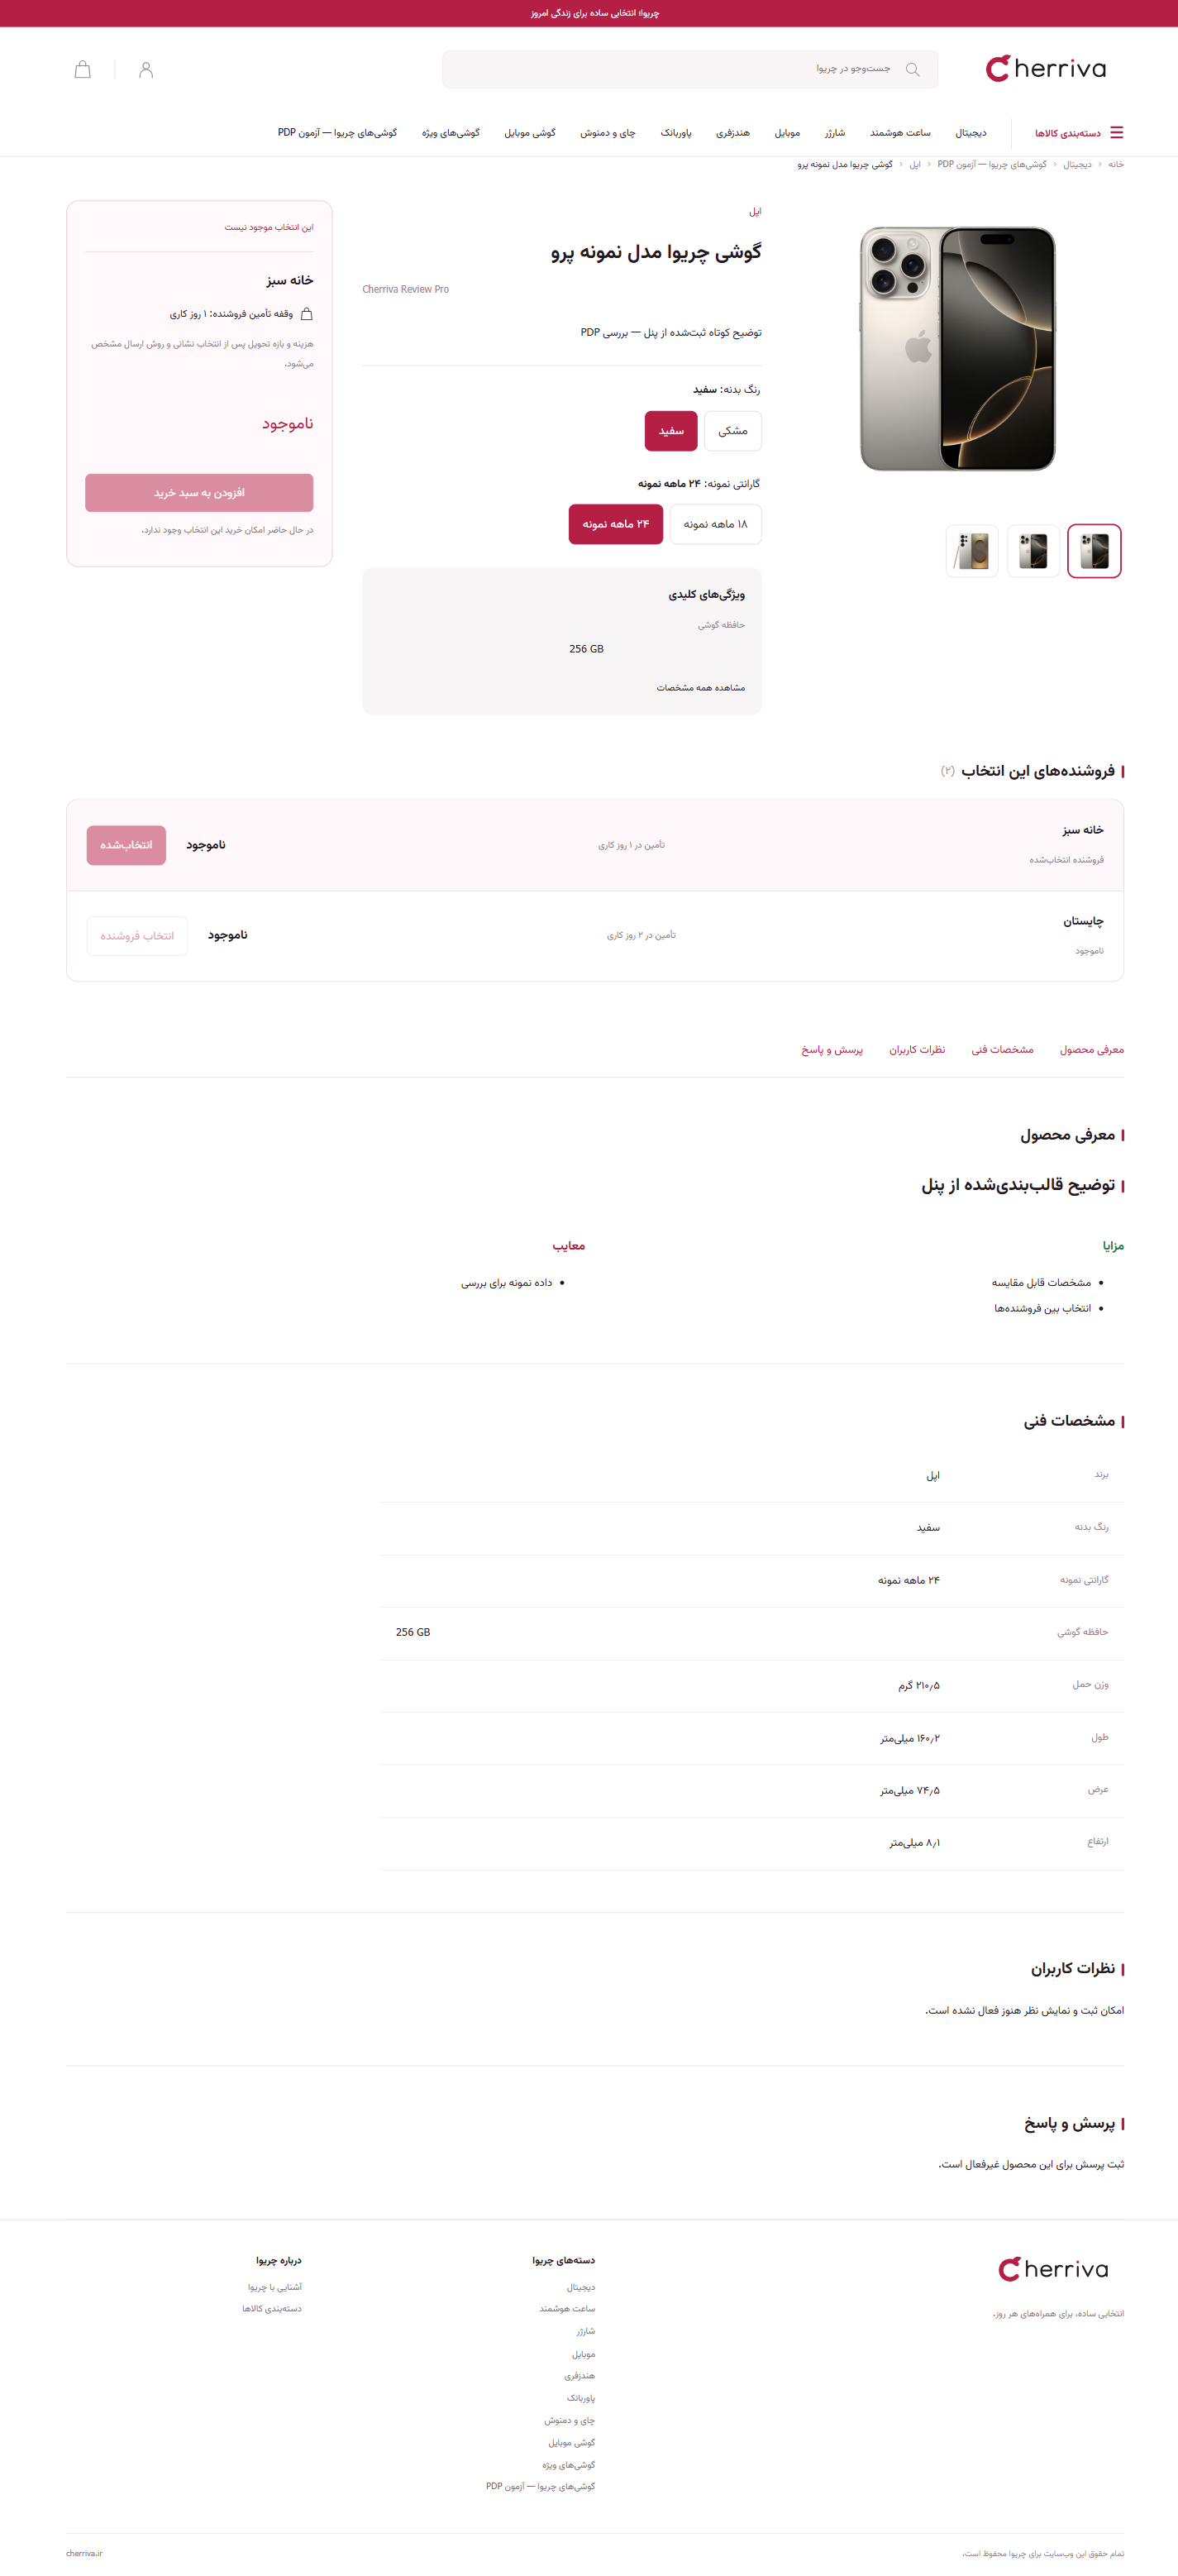 چریوا؛ انتخابی ساده برای زندگی امروز
Cherriva
جست‌وجو در چریوا
دسته‌بندی کالاها
دیجیتال
ساعت هوشمند
شارژر
موبایل
هندزفری
پاوربانک
چای و دمنوش
گوشی موبایل
گوشی‌های ویژه
گوشی‌های چریوا — آزمون PDP
خانه › دیجیتال › گوشی‌های چریوا — آزمون PDP › اپل › گوشی چریوا مدل نمونه پرو
اپل
گوشی چریوا مدل نمونه پرو
Cherriva Review Pro
توضیح کوتاه ثبت‌شده از پنل — بررسی PDP
رنگ بدنه: سفید
مشکی
سفید
گارانتی نمونه: ۲۴ ماهه نمونه
۱۸ ماهه نمونه
۲۴ ماهه نمونه
ویژگی‌های کلیدی
حافظه گوشی
256 GB
مشاهده همه مشخصات
این انتخاب موجود نیست
خانه سبز
وقفه تأمین فروشنده: ۱ روز کاری
هزینه و بازه تحویل پس از انتخاب نشانی و روش ارسال مشخص
می‌شود.
ناموجود
افزودن به سبد خرید
در حال حاضر امکان خرید این انتخاب وجود ندارد.
فروشنده‌های این انتخاب (۲)
خانه سبز
فروشنده انتخاب‌شده
تأمین در ۱ روز کاری
ناموجود
انتخاب‌شده
چایستان
ناموجود
تأمین در ۲ روز کاری
ناموجود
انتخاب فروشنده
معرفی محصول
مشخصات فنی
نظرات کاربران
پرسش و پاسخ
معرفی محصول
توضیح قالب‌بندی‌شده از پنل
مزایا
• مشخصات قابل مقایسه
• انتخاب بین فروشنده‌ها
معایب
• داده نمونه برای بررسی
مشخصات فنی
برند اپل
رنگ بدنه سفید
گارانتی نمونه ۲۴ ماهه نمونه
حافظه گوشی 256 GB
وزن حمل ۲۱۰٫۵ گرم
طول ۱۶۰٫۲ میلی‌متر
عرض ۷۴٫۵ میلی‌متر
ارتفاع ۸٫۱ میلی‌متر
نظرات کاربران
امکان ثبت و نمایش نظر هنوز فعال نشده است.
پرسش و پاسخ
ثبت پرسش برای این محصول غیرفعال است.
Cherriva
انتخابی ساده، برای همراه‌های هر روز.
دسته‌های چریوا
دیجیتال
ساعت هوشمند
شارژر
موبایل
هندزفری
پاوربانک
چای و دمنوش
گوشی موبایل
گوشی‌های ویژه
گوشی‌های چریوا — آزمون PDP
درباره چریوا
آشنایی با چریوا
دسته‌بندی کالاها
تمام حقوق این وب‌سایت برای چریوا محفوظ است.
cherriva.ir